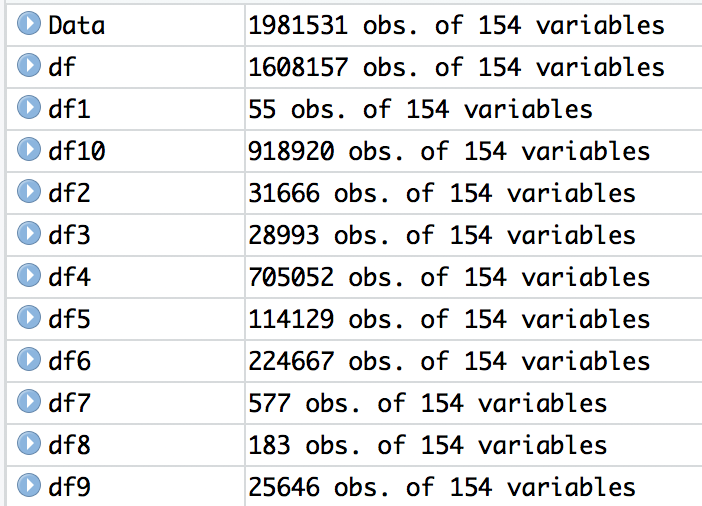 Data 1981531 obs. of 154 variables
df 1608157 obs. of 154 variables
df1 55 obs. of 154 variables
df10 918920 obs. of 154 variables
df2 31666 obs. of 154 variables
df3 28993 obs. of 154 variables
df4 705052 obs. of 154 variables
df5 114129 obs. of 154 variables
df6 224667 obs. of 154 variables
df7 577 obs. of 154 variables
df8 183 obs. of 154 variables
df9 25646 obs. of 154 variables